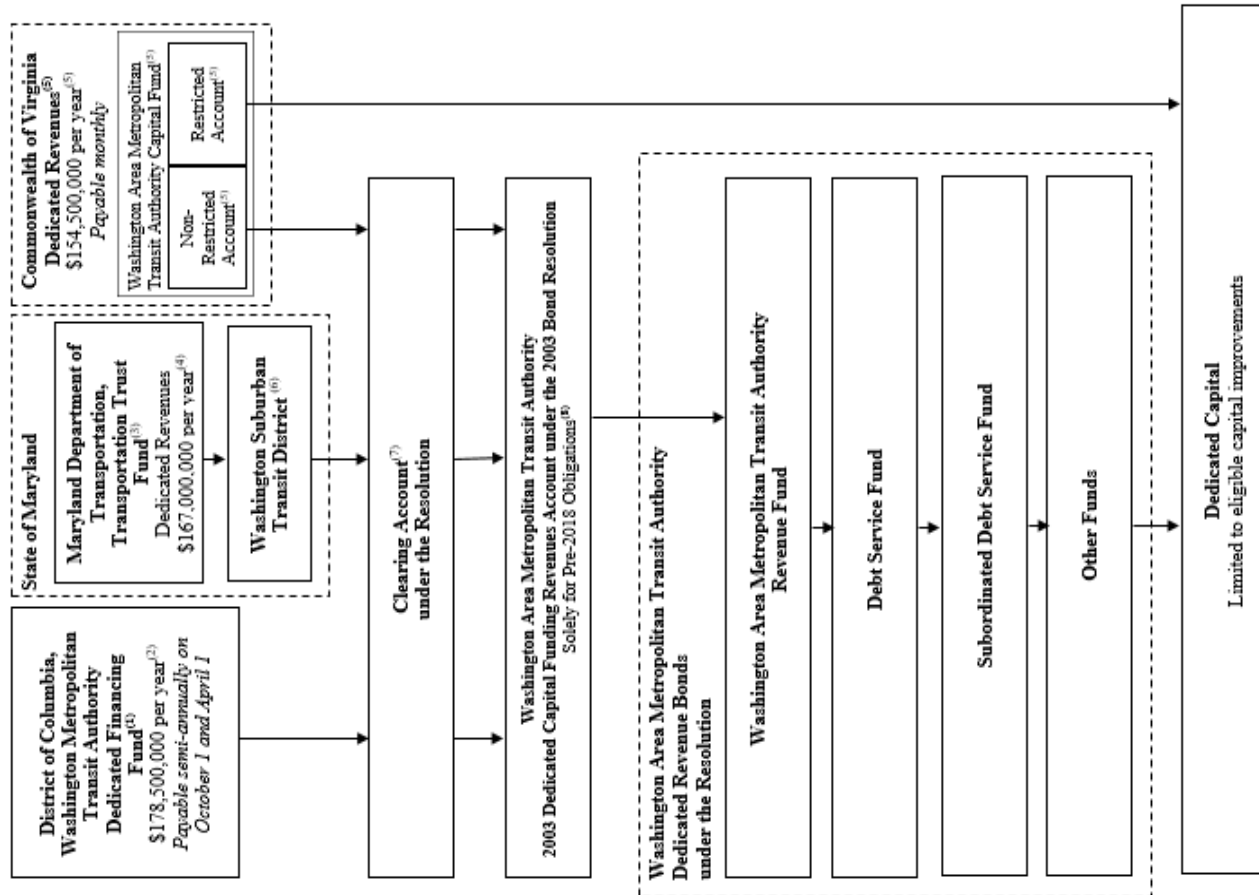 District of Columbia,
Washington Metropolitan
Transit Authority
Dedicated Financing
Fund(1)
$178,500,000 per year(2)
Payable semi-annually on
October 1 and April 1
State of Maryland
Maryland Department of
Transportation,
Transportation Trust
Fund(3)
Dedicated Revenues
$167,000,000 per year(4)
Washington Suburban
Transit District (6)
Commonwealth of Virginia
Dedicated Revenues(5)
$154,500,000 per year(5)
Payable monthly
Washington Area Metropolitan
Transit Authority Capital Fund(5)
Non-
Restricted
Account(5)
Restricted
Account(5)
Clearing Account(7)
under the Resolution
Washington Area Metropolitan Transit Authority
2003 Dedicated Capital Funding Revenues Account under the 2003 Bond Resolution
Solely for Pre-2018 Obligations(8)
Washington Area Metropolitan Transit Authority
Dedicated Revenue Bonds
under the Resolution
Washington Area Metropolitan Transit Authority
Revenue Fund
Debt Service Fund
Subordinated Debt Service Fund
Other Funds
Dedicated Capital
Limited to eligible capital improvements